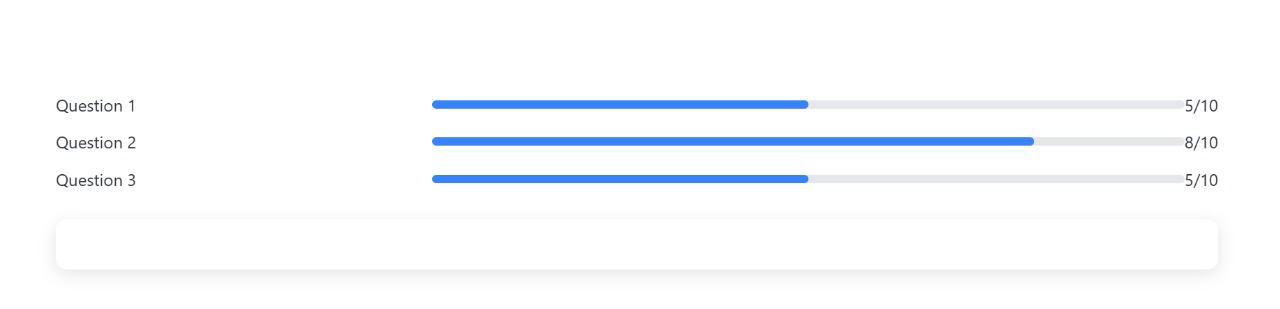 Question 1 5/10
Question 2 8/10
Question 3 5/10